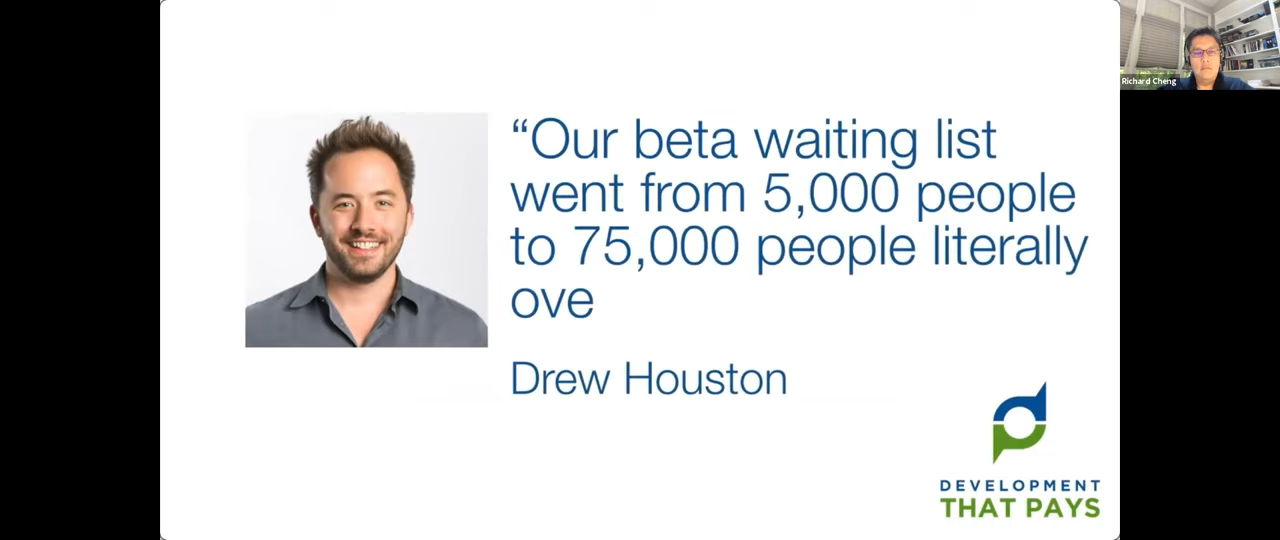 “Our beta waiting list
went from 5,000 people
to 75,000 people literally
ove
Drew Houston
DEVELOPMENT
THAT PAYS
Richard Cheng